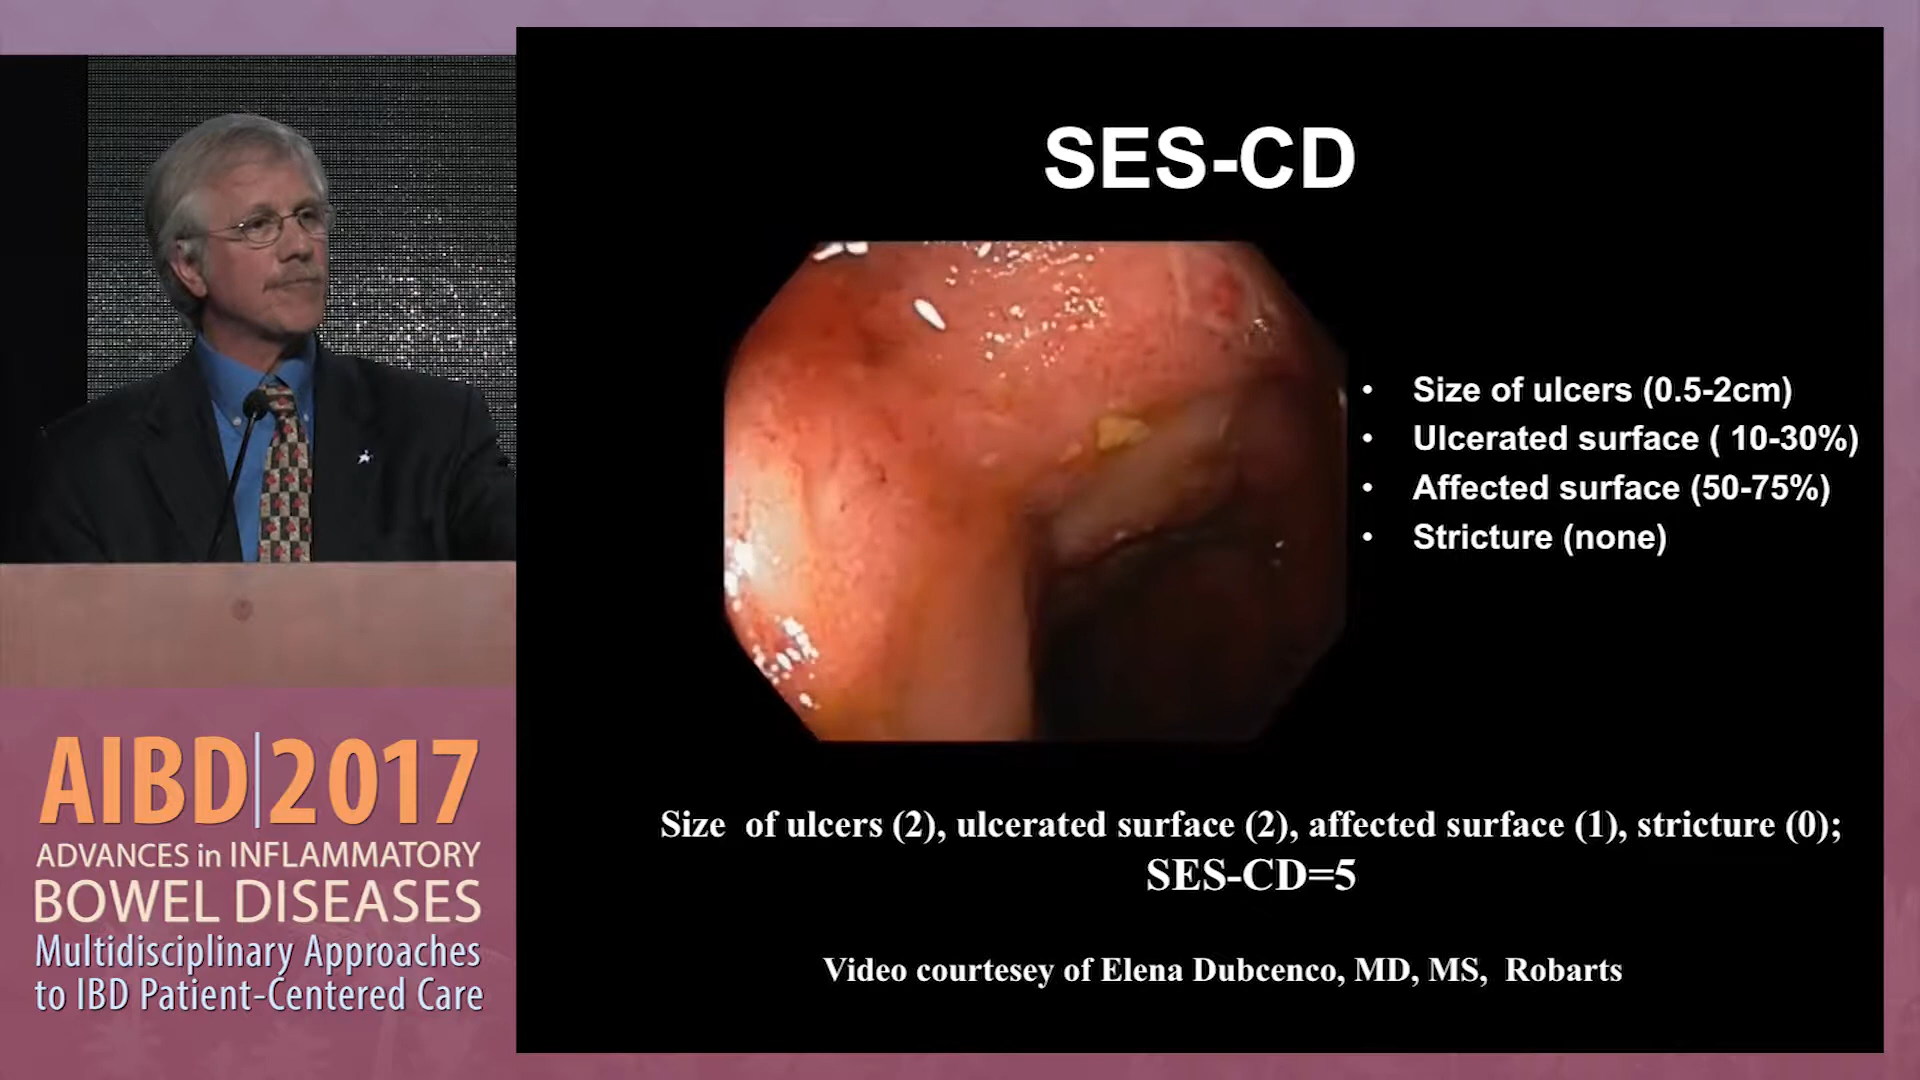 SES-CD
• Size of ulcers (0.5-2cm)
• Ulcerated surface ( 10-30%)
• Affected surface (50-75%)
• Stricture (none)
Size of ulcers (2), ulcerated surface (2), affected surface (1), stricture (0);
SES-CD=5
Video courtesey of Elena Dubcenco, MD, MS, Robarts
AIBD|2017
ADVANCES in INFLAMMATORY
BOWEL DISEASES
Multidisciplinary Approaches
to IBD Patient-Centered Care